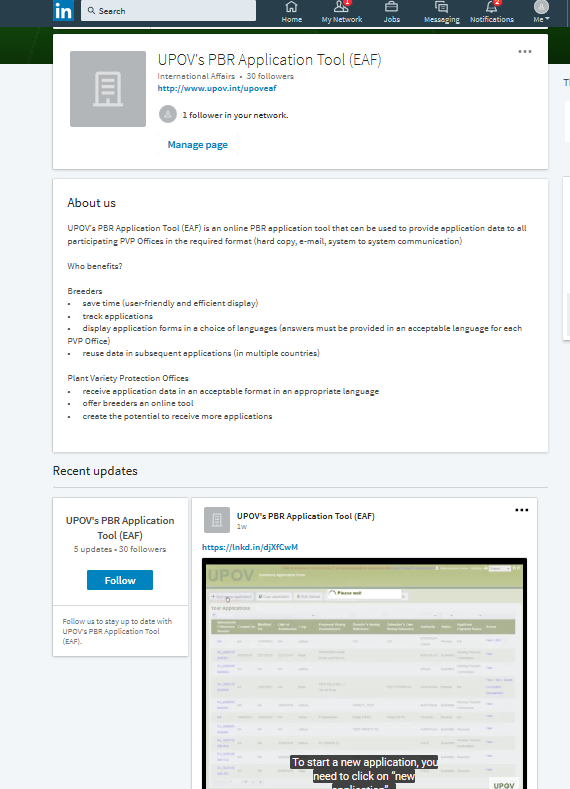 in
Search
Home
My Network
Jobs
Messaging
Notifications
Me
UPOV's PBR Application Tool (EAF)
International Affairs • 30 followers
http://www.upov.int/upoveaf
1 follower in your network.
Manage page
About us
UPOV's PBR Application Tool (EAF) is an online PBR application tool that can be used to provide application data to all
participating PVP Offices in the required format (hard copy, e-mail, system to system communication)
Who benefits?
Breeders
• save time (user-friendly and efficient display)
• track applications
• display application forms in a choice of languages (answers must be provided in an acceptable language for each
PVP Office)
• reuse data in subsequent applications (in multiple countries)
Plant Variety Protection Offices
• receive application data in an acceptable format in an appropriate language
• offer breeders an online tool
• create the potential to receive more applications
Recent updates
UPOV's PBR Application
Tool (EAF)
5 updates • 30 followers
Follow
Follow us to stay up to date with
UPOV's PBR Application Tool
(EAF).
UPOV's PBR Application Tool (EAF)
1w
https://lnkd.in/djXfCwM
UPOV
Please wait
Your Applications
To start a new application, you
need to click on "new
application"
UPOV